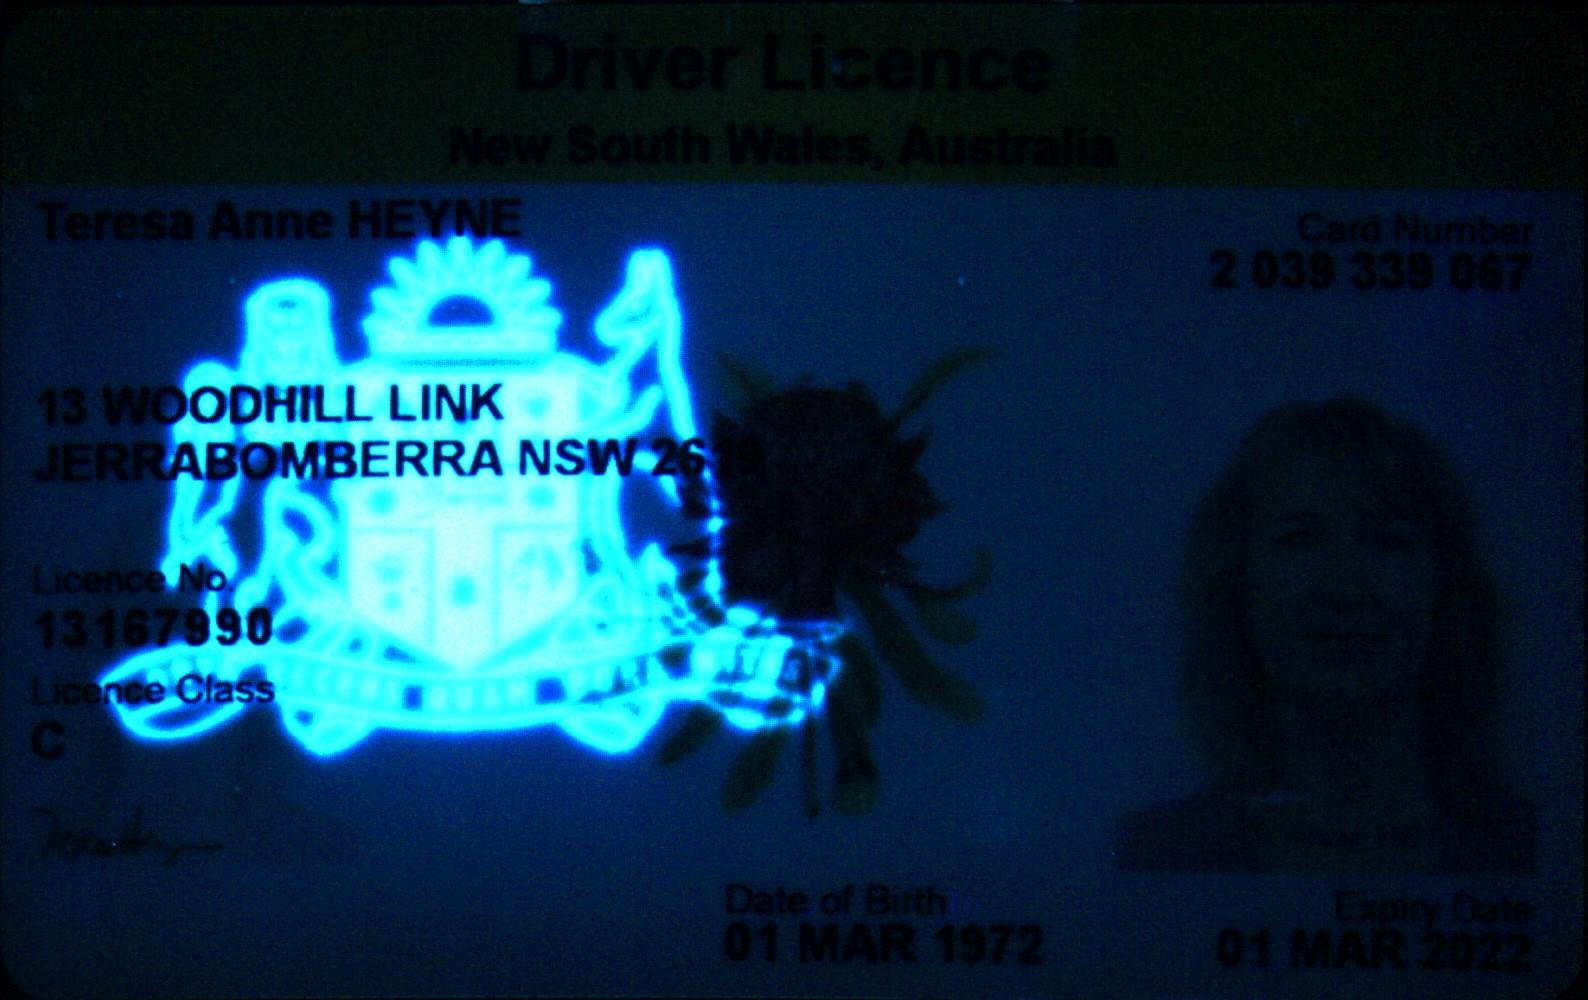 Driver Licence
New South Wales, Australia
Teresa Anne HEYNE
Card Number
2 039 339 067
13 WOODHILL LINK
JERRABOMBERRA NSW 2619
Licence No.
13167990
Licence Class
C
Date of Birth
01 MAR 1972
Expiry Date
01 MAR 2022